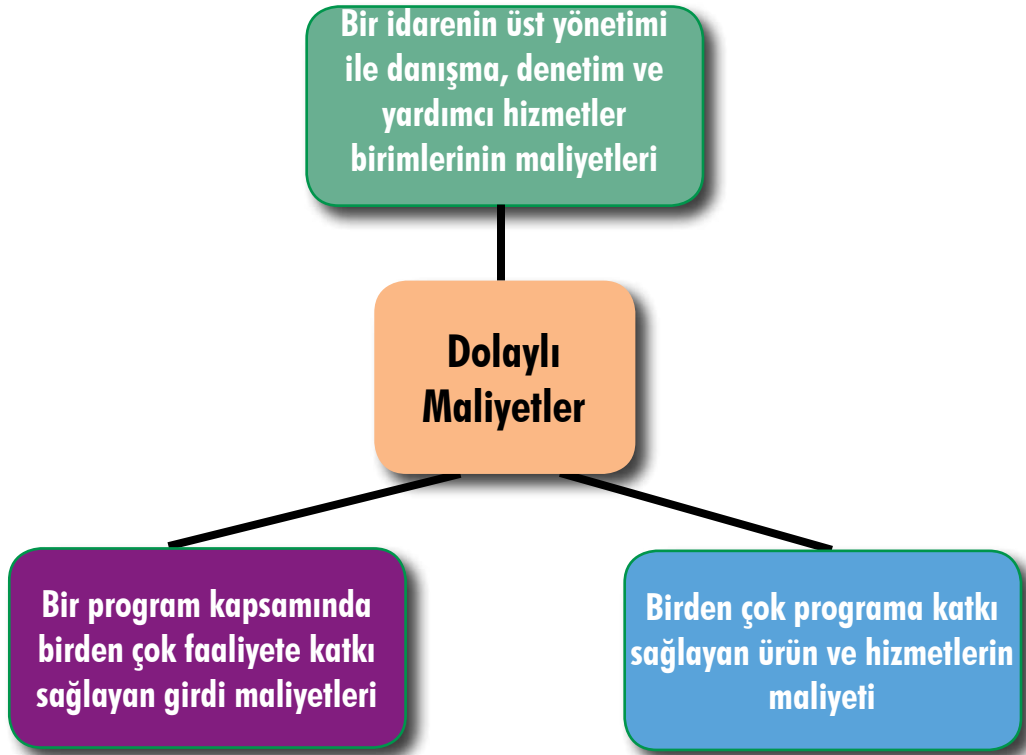 Bir idarenin üst yönetimi
ile danışma, denetim ve
yardımcı hizmetler
birimlerinin maliyetleri
Dolaylı
Maliyetler
Bir program kapsamında
birden çok faaliyete katkı
sağlayan girdi maliyetleri
Birden çok programa katkı
sağlayan ürün ve hizmetlerin
maliyeti